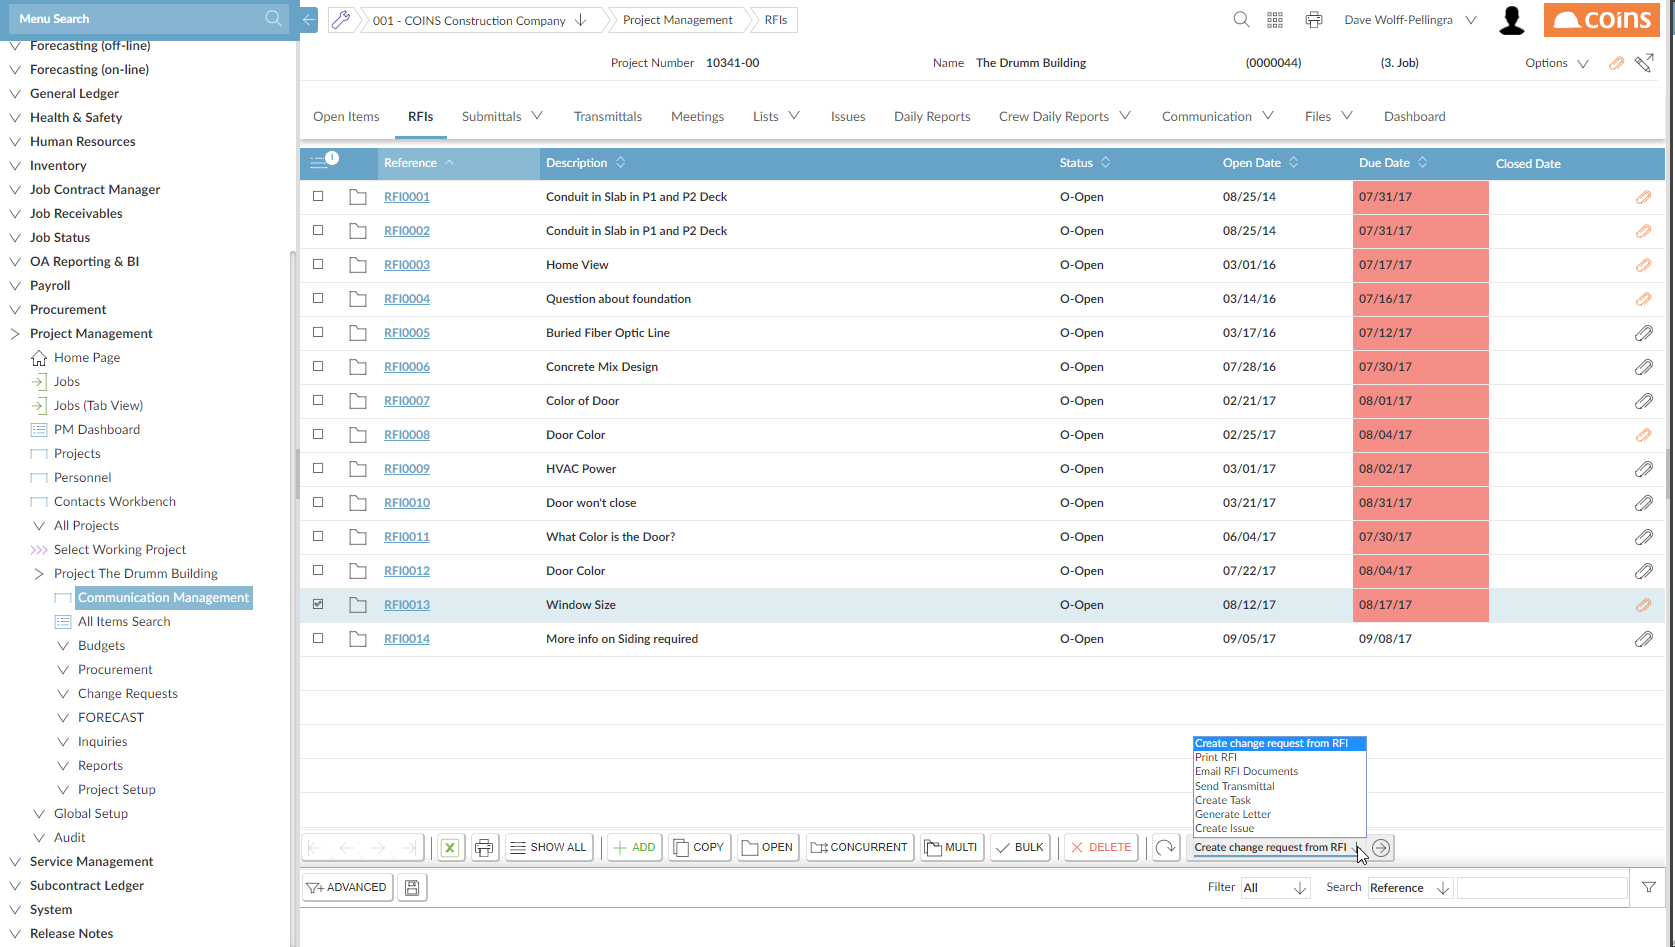 Menu Search
Forecasting (off-line)
Forecasting (on-line)
General Ledger
Health & Safety
Human Resources
Inventory
Job Contract Manager
Job Receivables
Job Status
OA Reporting & BI
Payroll
Procurement
Project Management
Home Page
Jobs
Jobs (Tab View)
PM Dashboard
Projects
Personnel
Contacts Workbench
All Projects
Select Working Project
Project The Drumm Building
Communication Management
All Items Search
Budgets
Procurement
Change Requests
FORECAST
Inquiries
Reports
Project Setup
Global Setup
Audit
Service Management
Subcontract Ledger
System
Release Notes
001 - COINS Construction Company Project Management RFIs
Dave Wolff-Pellingra coins
Project Number 10341-00 Name The Drumm Building (0000044) (3. Job) Options
Open Items RFIs Submittals Transmittals Meetings Lists Issues Daily Reports Crew Daily Reports Communication Files Dashboard
Reference Description Status Open Date Due Date Closed Date
RFI0001 Conduit in Slab in P1 and P2 Deck O-Open 08/25/14 07/31/17
RFI0002 Conduit in Slab in P1 and P2 Deck O-Open 08/25/14 07/31/17
RFI0003 Home View O-Open 03/01/16 07/17/17
RFI0004 Question about foundation O-Open 03/14/16 07/16/17
RFI0005 Buried Fiber Optic Line O-Open 03/17/16 07/12/17
RFI0006 Concrete Mix Design O-Open 07/28/16 07/30/17
RFI0007 Color of Door O-Open 02/21/17 08/01/17
RFI0008 Door Color O-Open 02/25/17 08/04/17
RFI0009 HVAC Power O-Open 03/01/17 08/02/17
RFI0010 Door won't close O-Open 03/21/17 08/31/17
RFI0011 What Color is the Door? O-Open 06/04/17 07/30/17
RFI0012 Door Color O-Open 07/22/17 08/04/17
RFI0013 Window Size O-Open 08/12/17 08/17/17
RFI0014 More info on Siding required O-Open 09/05/17 09/08/17
Create change request from RFI
Print RFI
Email RFI Documents
Send Transmittal
Create Task
Generate Letter
Create Issue
SHOW ALL ADD COPY OPEN CONCURRENT MULTI BULK DELETE Create change request from RFI
ADVANCED Filter All Search Reference